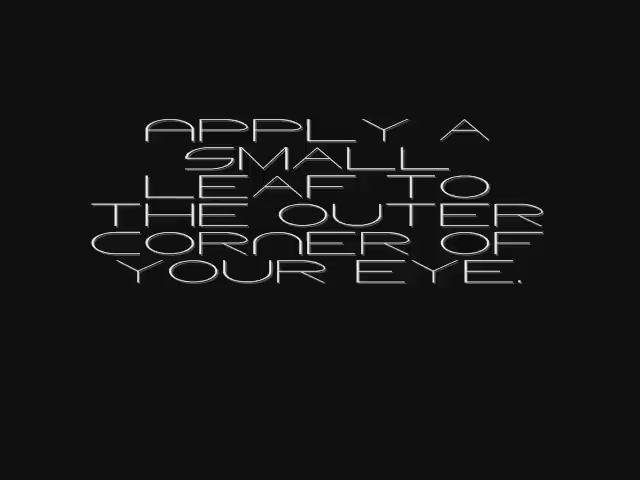 APPLY A
SMALL
LEAF TO
THE OUTER
CORNER OF
YOUR EYE.